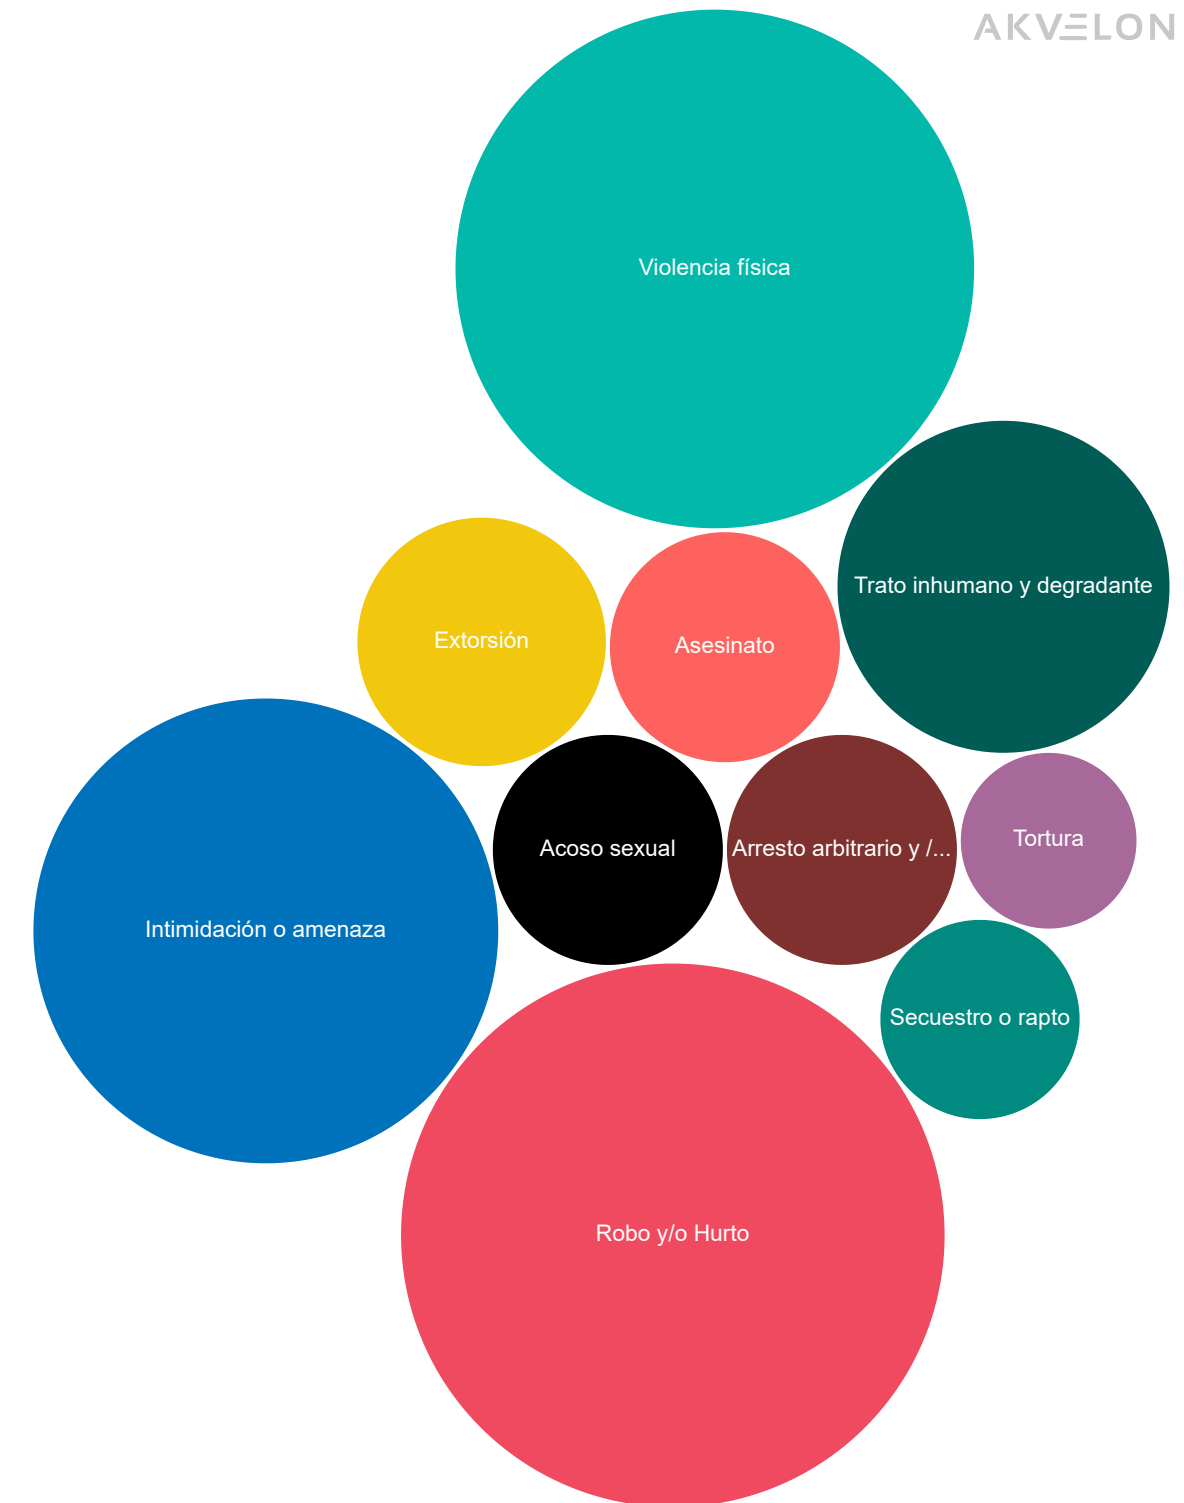 AKVELON
Violencia física
Trato inhumano y degradante
Extorsión
Asesinato
Tortura
Acoso sexual
Arresto arbitrario y /...
Intimidación o amenaza
Secuestro o rapto
Robo y/o Hurto